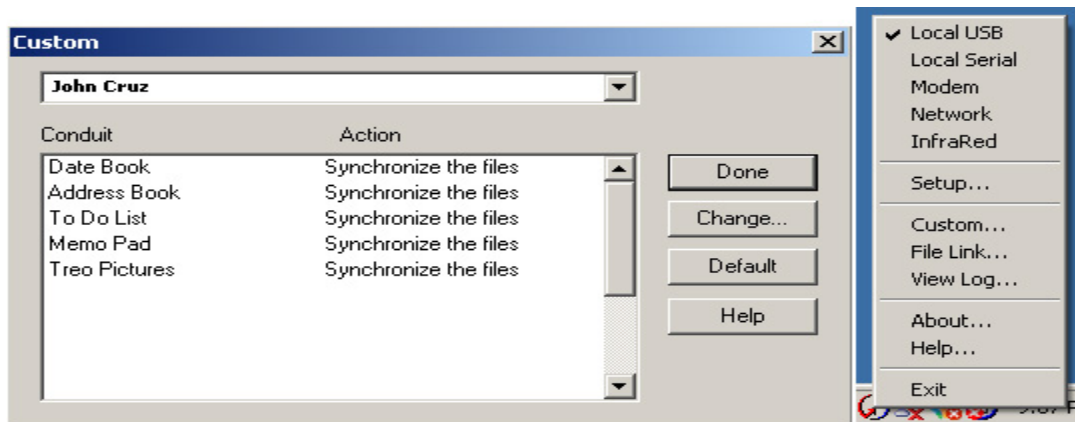 Custom
John Cruz
Conduit Action
Date Book Synchronize the files
Address Book Synchronize the files
To Do List Synchronize the files
Memo Pad Synchronize the files
Treo Pictures Synchronize the files
Done
Change...
Default
Help
Local USB
Local Serial
Modem
Network
InfraRed
Setup...
Custom...
File Link...
View Log...
About...
Help...
Exit